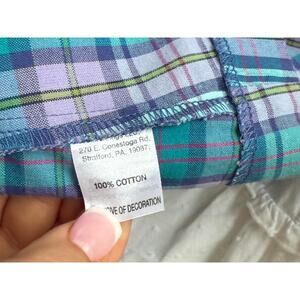 270 E. Conestoga Rd.
Strafford, PA, 19087.
100% COTTON
OF DECORATION